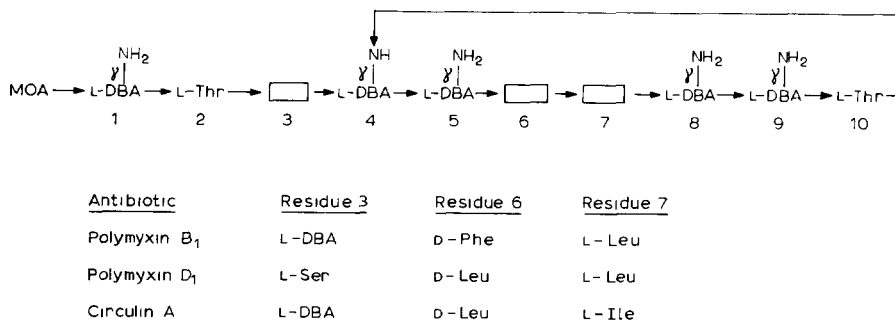 NH₂ NH NH₂ NH₂ NH₂
γ γ γ γ γ
MOA L-DBA L-Thr L-DBA L-DBA L-DBA L-DBA L-Thr
1 2 3 4 5 6 7 8 9 10
Antibiotic Residue 3 Residue 6 Residue 7
Polymyxin B₁ L-DBA D-Phe L-Leu
Polymyxin D₁ L-Ser D-Leu L-Leu
Circulin A L-DBA D-Leu L-Ile